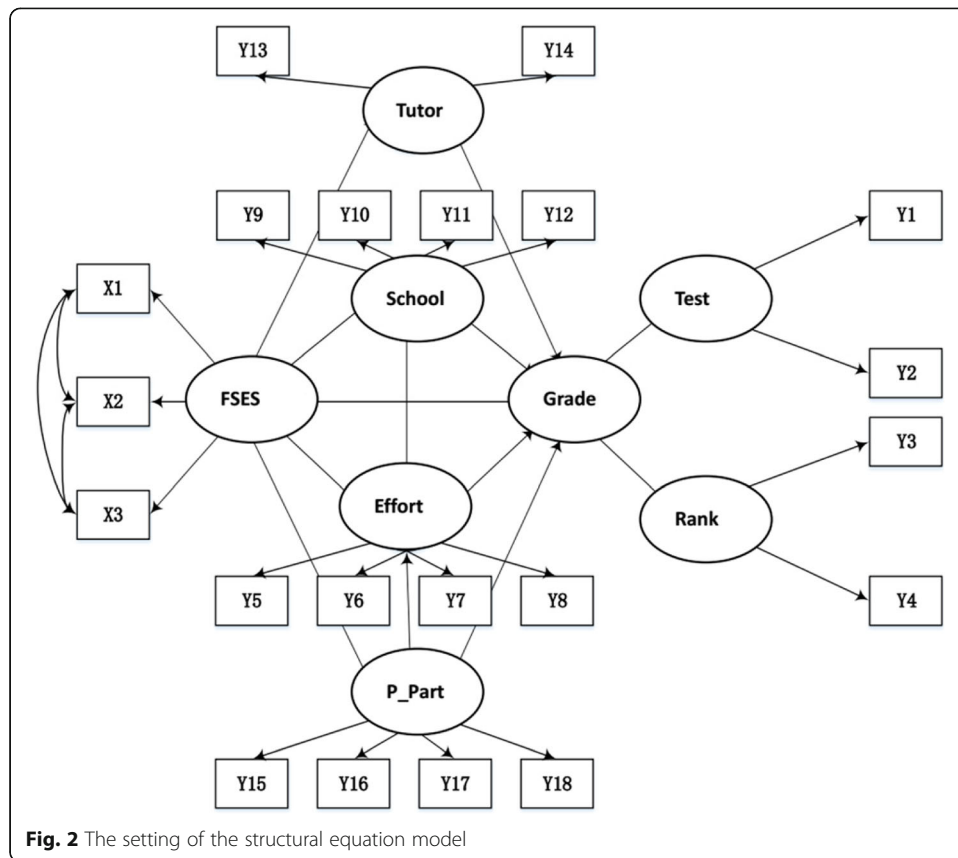 Y13
Y14
Tutor
Y9
Y10
Y11
Y12
Y1
X1
School
Test
X2
FSES
Grade
Y2
Y3
X3
Effort
Rank
Y5
Y6
Y7
Y8
Y4
P_Part
Y15
Y16
Y17
Y18
Fig. 2 The setting of the structural equation model